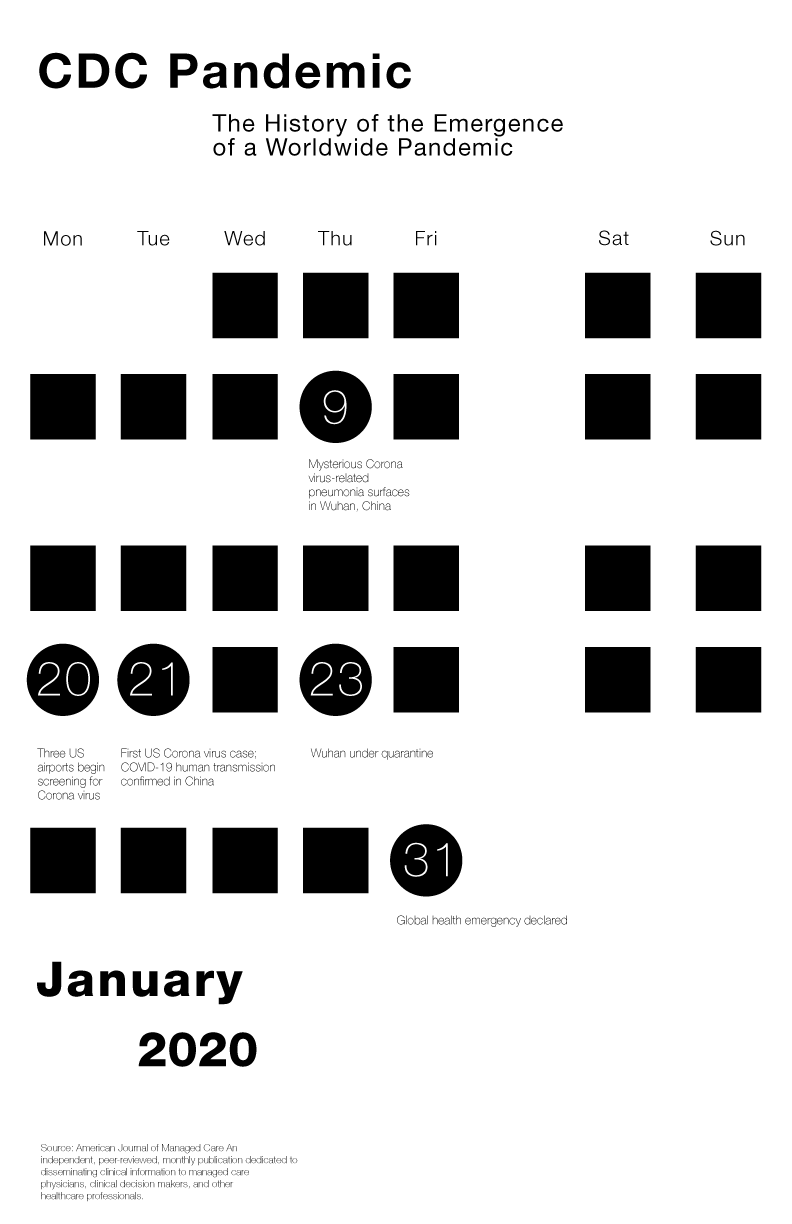 CDC Pandemic
The History of the Emergence
of a Worldwide Pandemic
Mon Tue Wed Thu Fri Sat Sun
9
Mysterious Corona
virus-related
pneumonia surfaces
in Wuhan, China
20 21 23
Three US
airports begin
screening for
Corona virus
First US Corona virus case;
COVID-19 human transmission
confirmed in China
Wuhan under quarantine
31
Global health emergency declared
January
2020
Source: American Journal of Managed Care An
independent, peer-reviewed, monthly publication dedicated to
disseminating clinical information to managed care
physicians, clinical decision makers, and other
healthcare professionals.